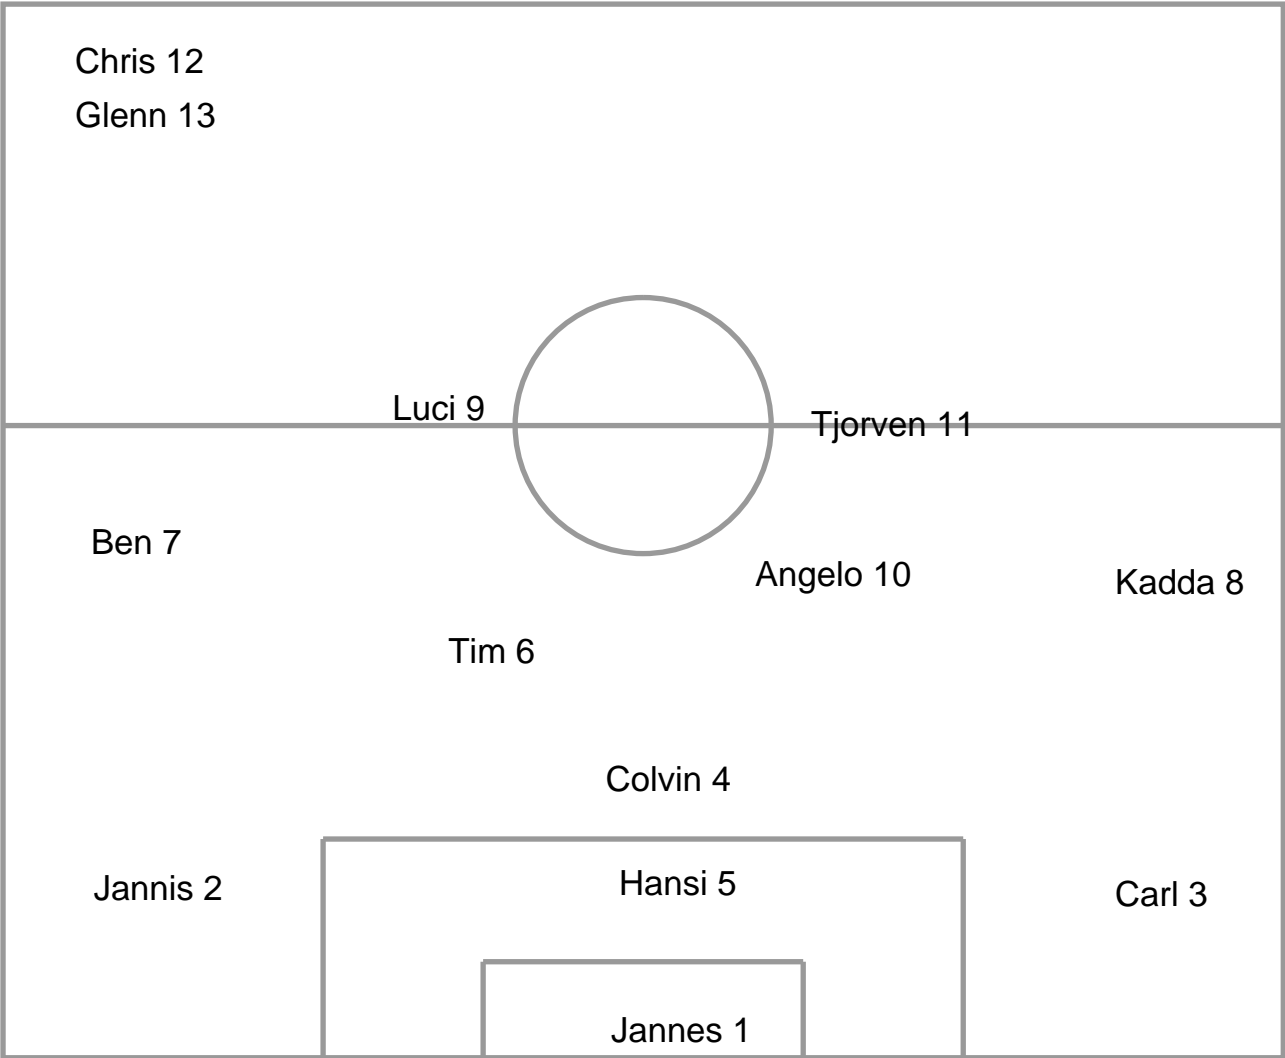 Chris 12
Glenn 13
Luci 9
Tjorven 11
Ben 7
Angelo 10
Kadda 8
Tim 6
Colvin 4
Jannis 2
Hansi 5
Carl 3
Jannes 1